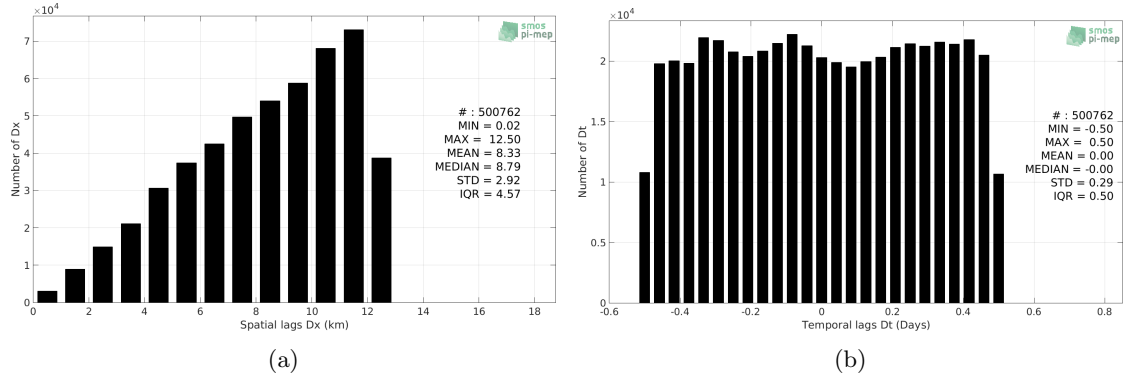 ×10⁴
7
6
5
4
3
2
1
0
Number of Dx
0 2 4 6 8 10 12 14 16 18
Spatial lags Dx (km)
smos
pi-mep
# : 500762
MIN = 0.02
MAX = 12.50
MEAN = 8.33
MEDIAN = 8.79
STD = 2.92
IQR = 4.57
(a)
×10⁴
2
1.5
1
0.5
0
Number of Dt
-0.6 -0.4 -0.2 0 0.2 0.4 0.6 0.8
Temporal lags Dt (Days)
smos
pi-mep
# : 500762
MIN = -0.50
MAX = 0.50
MEAN = 0.00
MEDIAN = -0.00
STD = 0.29
IQR = 0.50
(b)